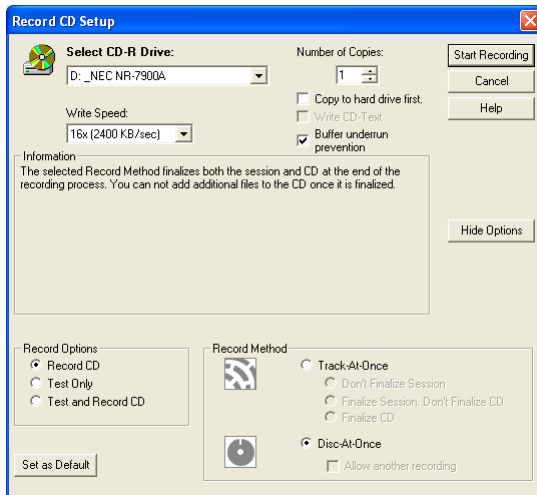 Record CD Setup
Select CD-R Drive:
D: _NEC NR-7900A
Write Speed:
16x (2400 KB/sec)
Number of Copies:
1
Copy to hard drive first.
Write CD-Text
Buffer underrun
prevention
Start Recording
Cancel
Help
Information
The selected Record Method finalizes both the session and CD at the end of the
recording process. You can not add additional files to the CD once it is finalized.
Hide Options
Record Options
Record CD
Test Only
Test and Record CD
Set as Default
Record Method
Track-At-Once
Don't Finalize Session
Finalize Session. Don't Finalize CD
Finalize CD
Disc-At-Once
Allow another recording